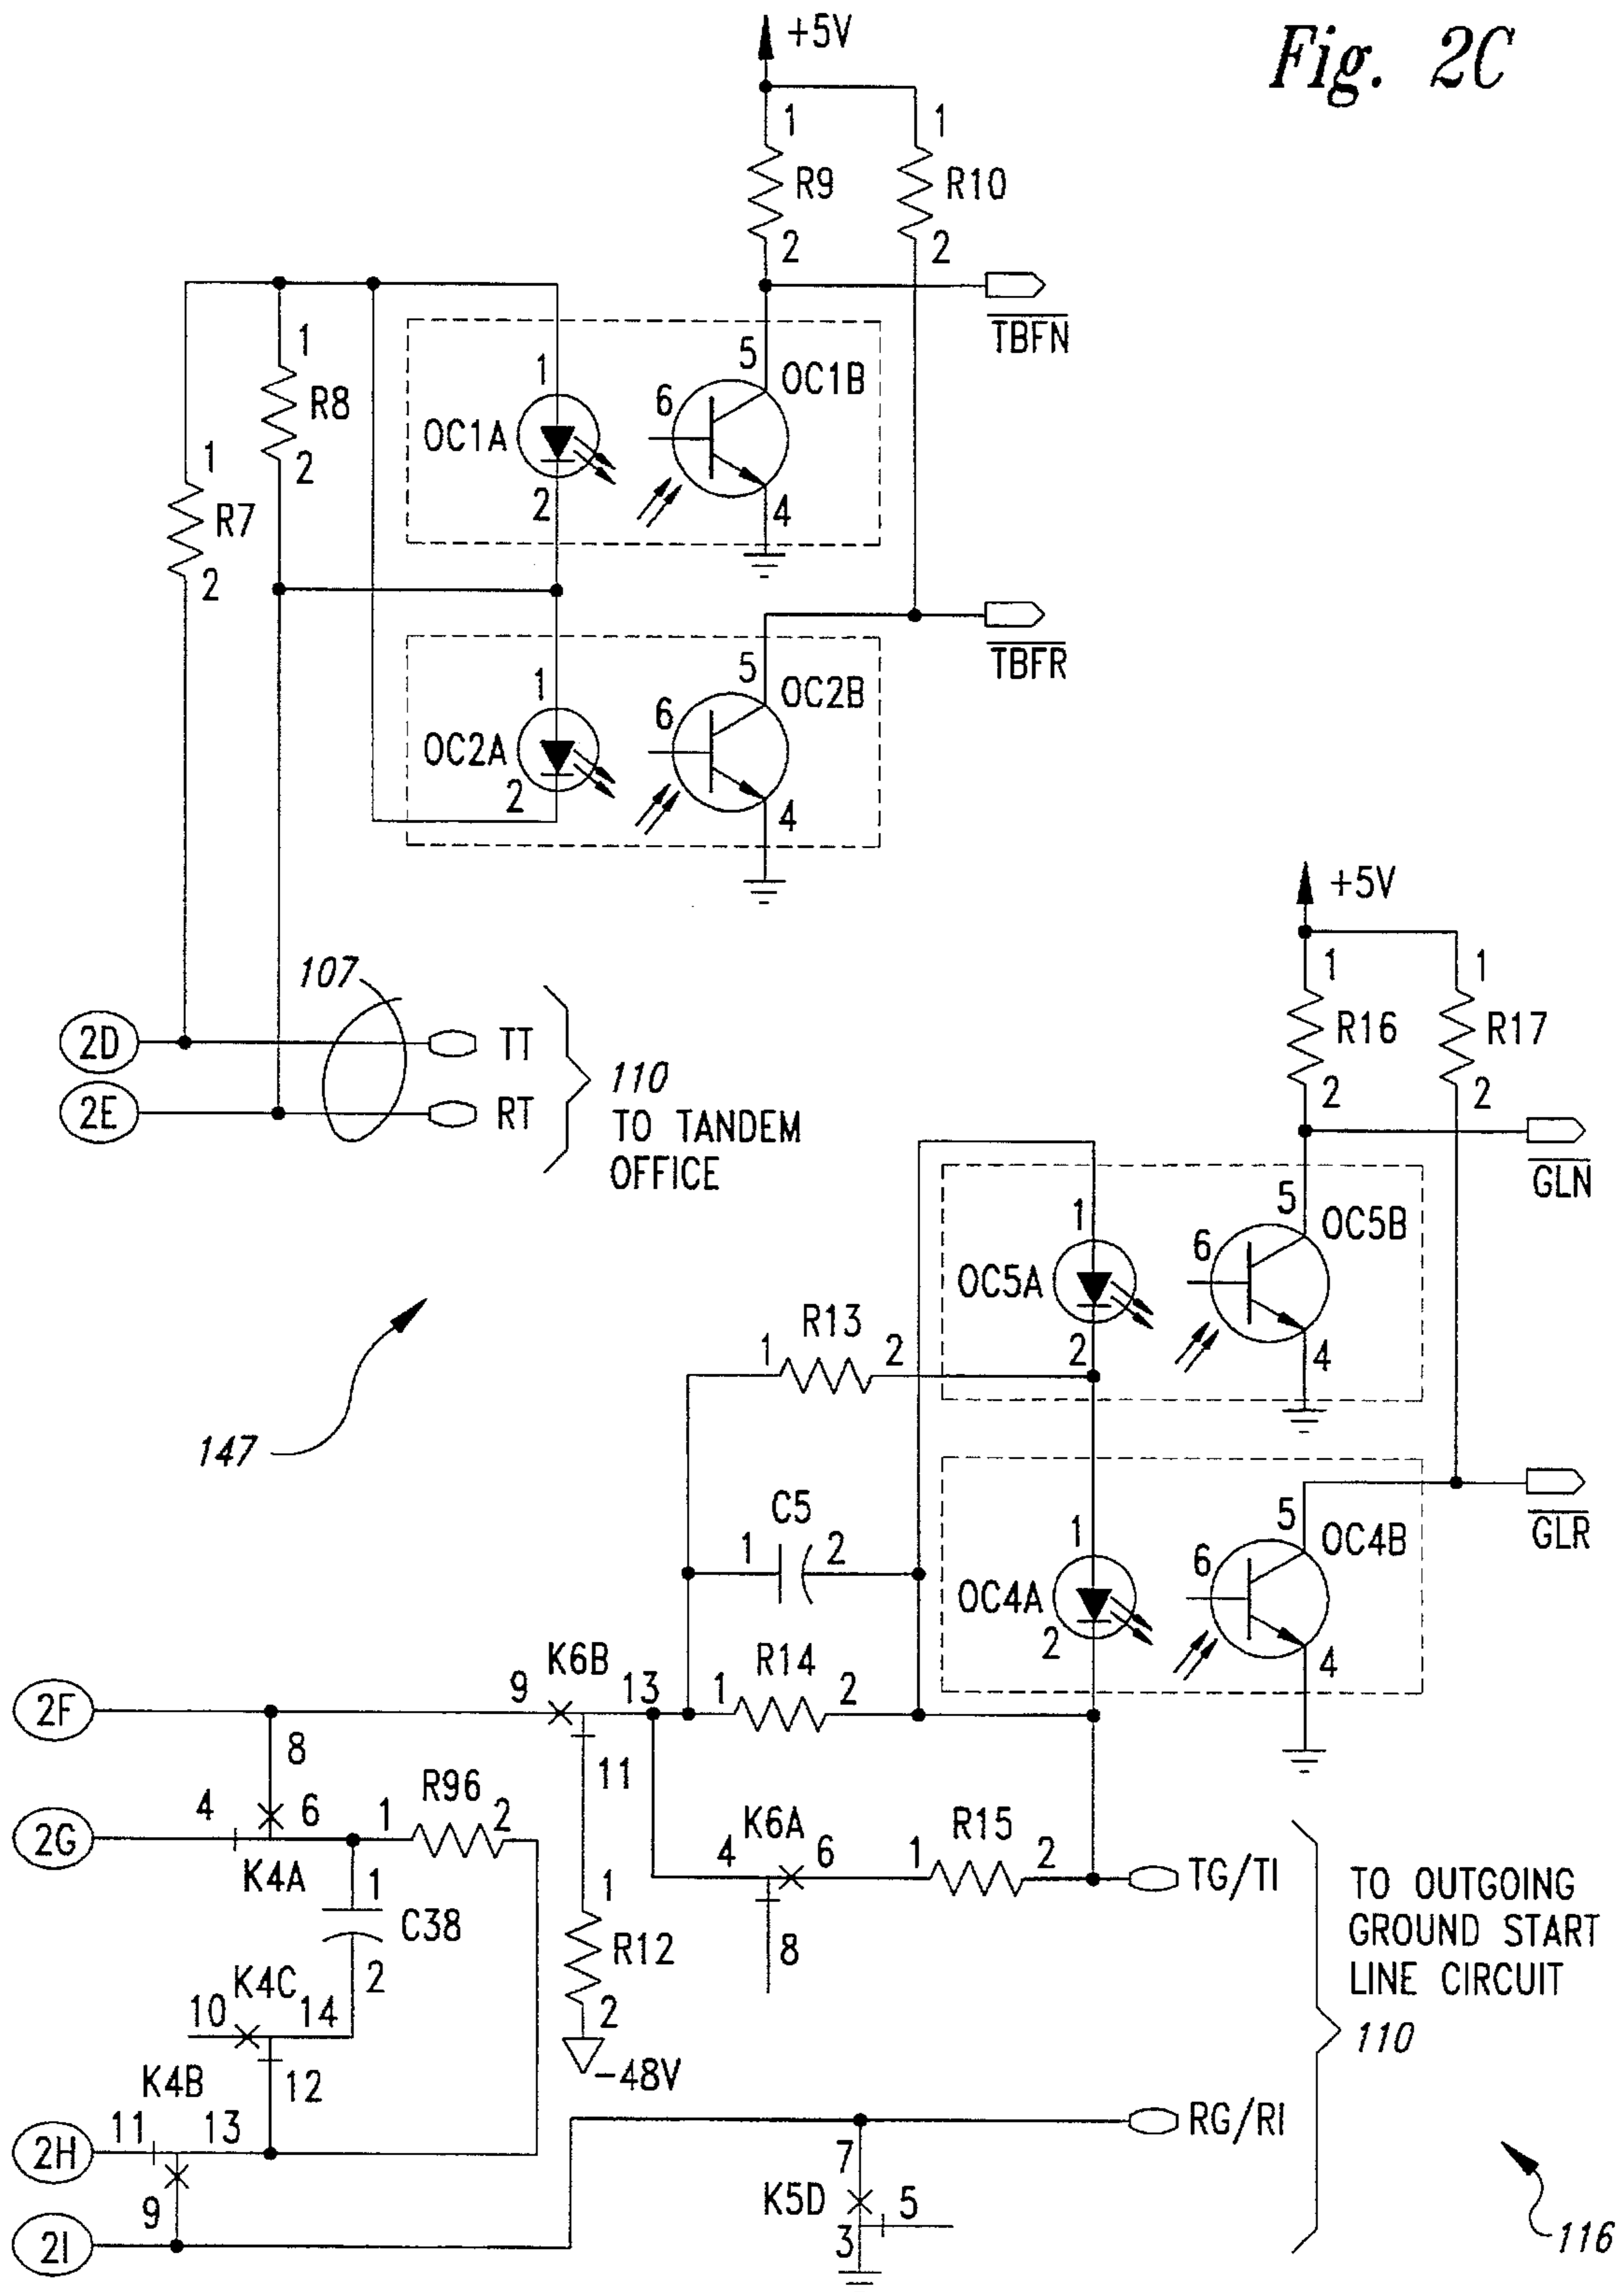 Fig. 2C
+5V
1 1
R9 R10
2 2
TBFN
1
R8
2
1
R7
2
1 5 OC1B
OC1A 6
2 4
TBFR
1 5 OC2B
OC2A 6
2 4
107
2D TT
2E RT
110
TO TANDEM
OFFICE
147
+5V
1 1
R16 R17
2 2
GLN
1 5 OC5B
OC5A 6
2 4
R13
1 2
C5
1 2
GLR
1 5 OC4B
OC4A 6
2 4
2F 9 K6B 13 1 R14 2
8 11
2G 4 6 1 R96 2
K4A
1
C38
2
K4C
10 14
12
1
R12
2
-48V
K6A
4 6 1 R15 2 TG/TI
8
TO OUTGOING
GROUND START
LINE CIRCUIT
110
K4B
2H 11 13
9
2I
RG/RI
7
K5D 5
3
116